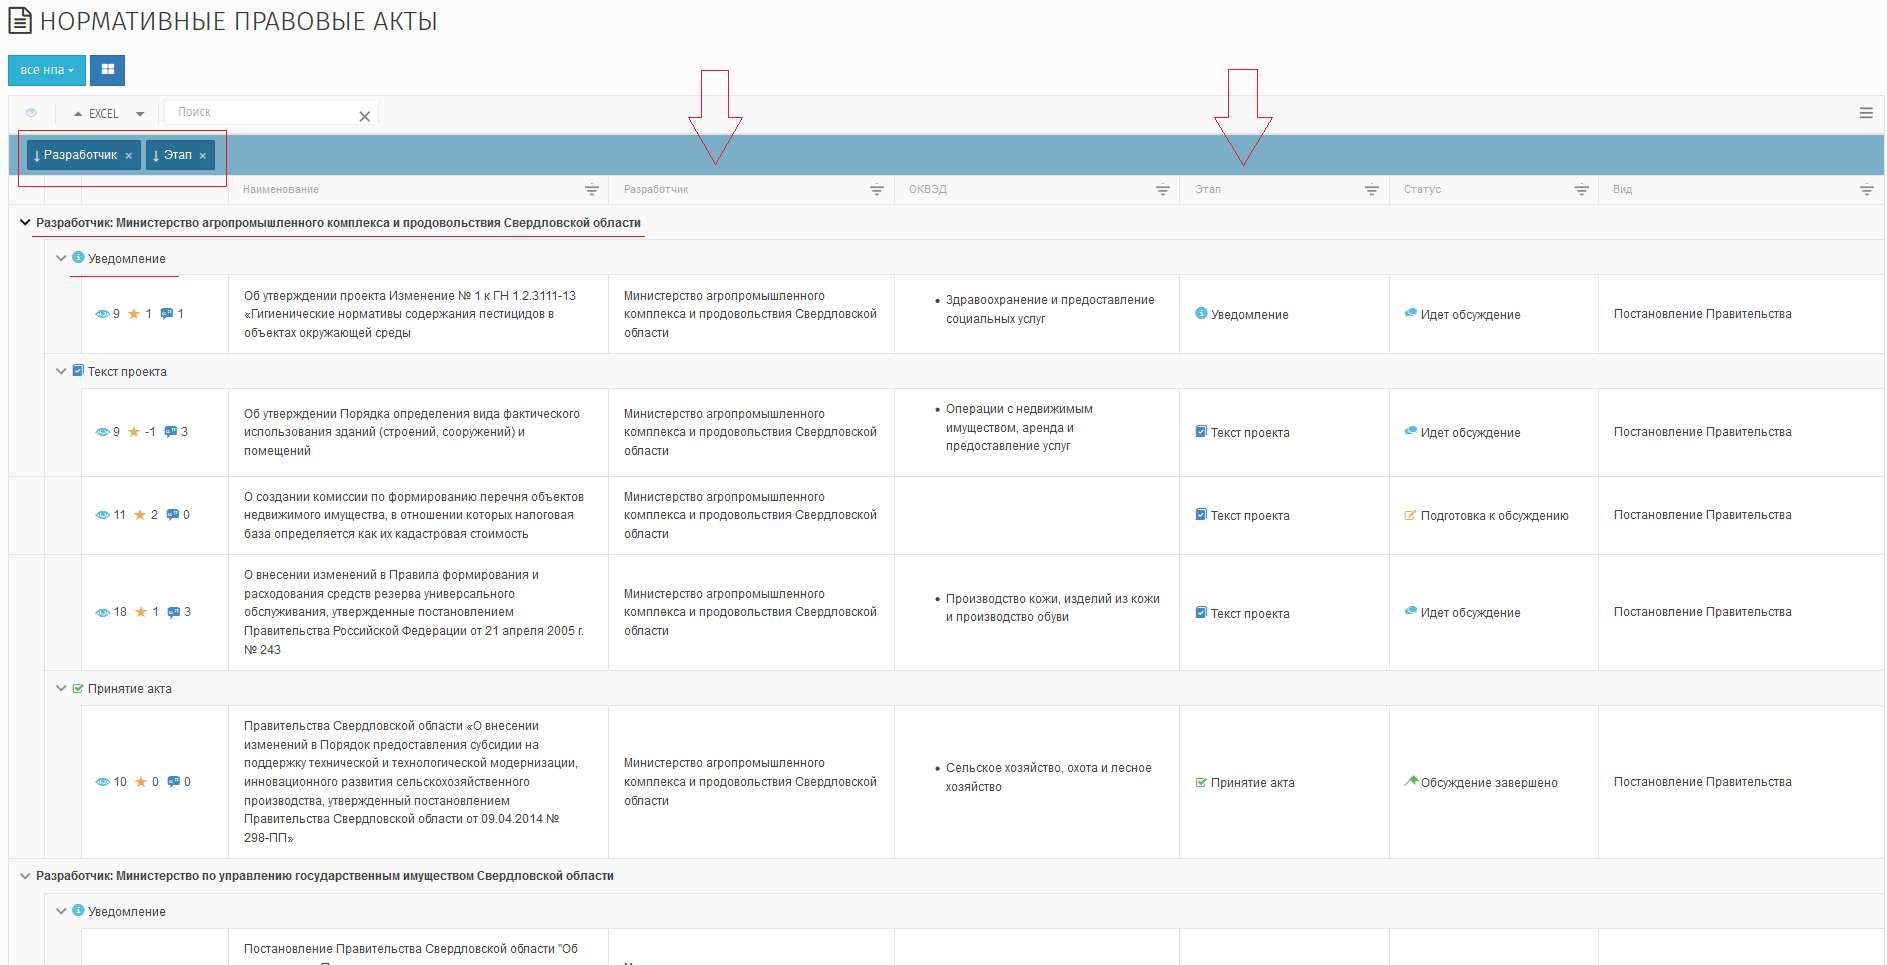 НОРМАТИВНЫЕ ПРАВОВЫЕ АКТЫ
все нпа
EXCEL
Поиск
Разработчик ×
Этап ×
Наименование
Разработчик
ОКВЭД
Этап
Статус
Вид
Разработчик: Министерство агропромышленного комплекса и продовольствия Свердловской области
Уведомление
9 1 1
Об утверждении проекта Изменение № 1 к ГН 1.2.3111-13
«Гигиенические нормативы содержания пестицидов в
объектах окружающей среды
Министерство агропромышленного
комплекса и продовольствия Свердловской
области
• Здравоохранение и предоставление
социальных услуг
Уведомление
Идет обсуждение
Постановление Правительства
Текст проекта
9 -1 3
Об утверждении Порядка определения вида фактического
использования зданий (строений, сооружений) и
помещений
Министерство агропромышленного
комплекса и продовольствия Свердловской
области
• Операции с недвижимым
имуществом, аренда и
предоставление услуг
Текст проекта
Идет обсуждение
Постановление Правительства
11 2 0
О создании комиссии по формированию перечня объектов
недвижимого имущества, в отношении которых налоговая
база определяется как их кадастровая стоимость
Министерство агропромышленного
комплекса и продовольствия Свердловской
области
Текст проекта
Подготовка к обсуждению
Постановление Правительства
18 1 3
О внесении изменений в Правила формирования и
расходования средств резерва универсального
обслуживания, утвержденные постановлением
Правительства Российской Федерации от 21 апреля 2005 г.
№ 243
Министерство агропромышленного
комплекса и продовольствия Свердловской
области
• Производство кожи, изделий из кожи
и производство обуви
Текст проекта
Идет обсуждение
Постановление Правительства
Принятие акта
10 0 0
Правительства Свердловской области «О внесении
изменений в Порядок предоставления субсидии на
поддержку технической и технологической модернизации,
инновационного развития сельскохозяйственного
производства, утвержденный постановлением
Правительства Свердловской области от 09.04.2014 №
298-ПП»
Министерство агропромышленного
комплекса и продовольствия Свердловской
области
• Сельское хозяйство, охота и лесное
хозяйство
Принятие акта
Обсуждение завершено
Постановление Правительства
Разработчик: Министерство по управлению государственным имуществом Свердловской области
Уведомление
Постановление Правительства Свердловской области "Об